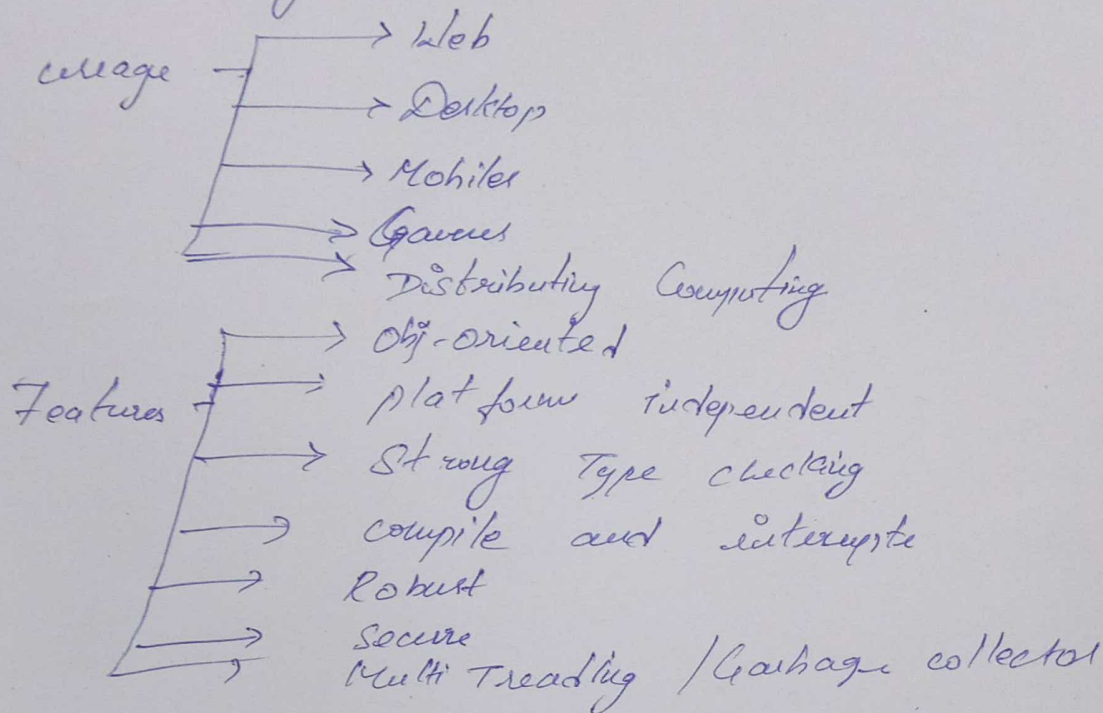 Usage → Web
→ Desktop
→ Mobiles
→ Games
→ Distributing Computing
→ Obj-oriented
Features → platform independent
→ Strong Type checking
→ compile and interupte
→ Robust
→ Secure
→ Multi Treading / Garbage collector